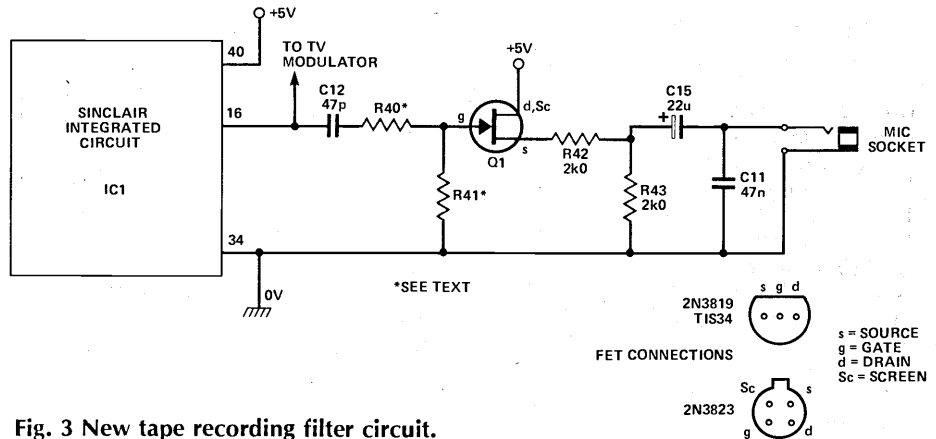 +5V
40
TO TV
MODULATOR
+5V
C12
47p
R40*
SINCLAIR
INTEGRATED
CIRCUIT
IC1
16
g
d,Sc
s
Q1
R42
2k0
C15
22u
+
MIC
SOCKET
R41*
R43
2k0
C11
47n
34
0V
*SEE TEXT
s g d
2N3819
TIS34
FET CONNECTIONS
s = SOURCE
g = GATE
d = DRAIN
Sc = SCREEN
Sc s
2N3823
g d
Fig. 3 New tape recording filter circuit.